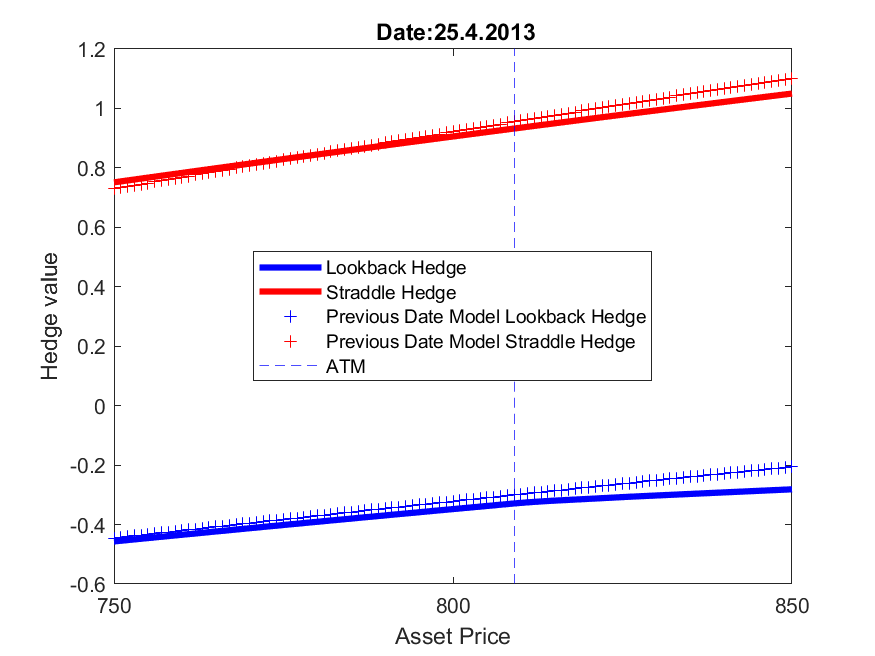 Date:25.4.2013
1.2
1
0.8
0.6
0.4
0.2
0
-0.2
-0.4
-0.6
Hedge value
Lookback Hedge
Straddle Hedge
Previous Date Model Lookback Hedge
Previous Date Model Straddle Hedge
ATM
750
800
850
Asset Price